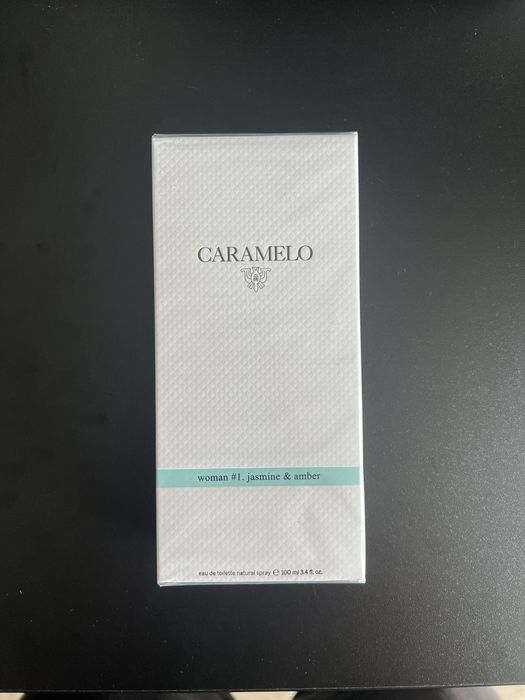 CARAMELO
woman #1. jasmine & amber
eau de toilette natural spray ℮ 100 ml 3.4 fl. oz.